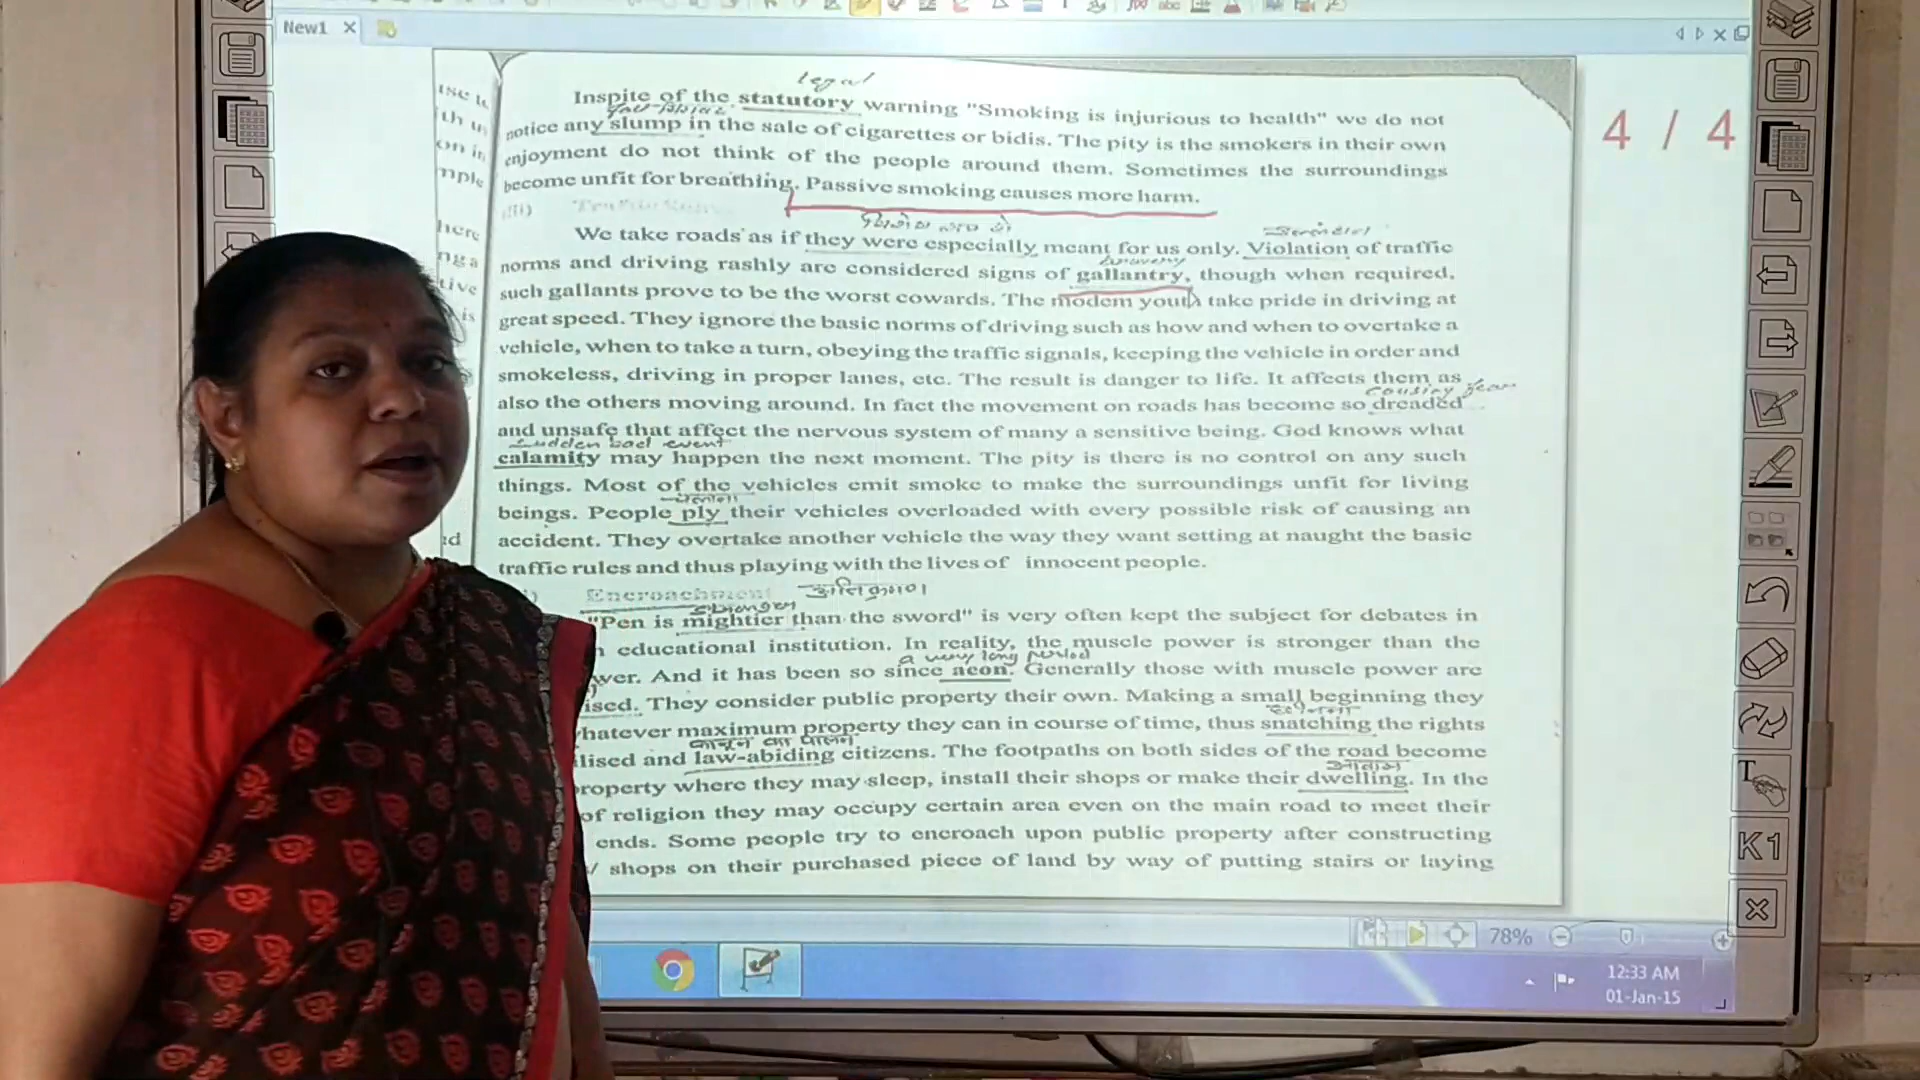 New1
4 / 4
legal
Inspite of the statutory warning "Smoking is injurious to health" we do not
notice any slump in the sale of cigarettes or bidis. The pity is the smokers in their own
enjoyment do not think of the people around them. Sometimes the surroundings
become unfit for breathing. Passive smoking causes more harm.
We take roads as if they were especially meant for us only. Violation of traffic
bravery
norms and driving rashly are considered signs of gallantry, though when required,
such gallants prove to be the worst cowards. The modem youth take pride in driving at
great speed. They ignore the basic norms of driving such as how and when to overtake a
vehicle, when to take a turn, obeying the traffic signals, keeping the vehicle in order and
smokeless, driving in proper lanes, etc. The result is danger to life. It affects them as
causing fear
also the others moving around. In fact the movement on roads has become so dreaded
and unsafe that affect the nervous system of many a sensitive being. God knows what
sudden bad event
calamity may happen the next moment. The pity is there is no control on any such
things. Most of the vehicles emit smoke to make the surroundings unfit for living
चलाना
beings. People ply their vehicles overloaded with every possible risk of causing an
accident. They overtake another vehicle the way they want setting at naught the basic
traffic rules and thus playing with the lives of innocent people.
Encroachment अतिक्रमण
"Pen is mightier than the sword" is very often kept the subject for debates in
educational institution. In reality, the muscle power is stronger than the
a very long period
wer. And it has been so since aeon. Generally those with muscle power are
ised. They consider public property their own. Making a small beginning they
hatever maximum property they can in course of time, thus snatching the rights
कानून का पालन
lised and law-abiding citizens. The footpaths on both sides of the road become
आवास
roperty where they may sleep, install their shops or make their dwelling. In the
of religion they may occupy certain area even on the main road to meet their
ends. Some people try to encroach upon public property after constructing
/ shops on their purchased piece of land by way of putting stairs or laying
78%
12:33 AM
01-Jan-15
K1